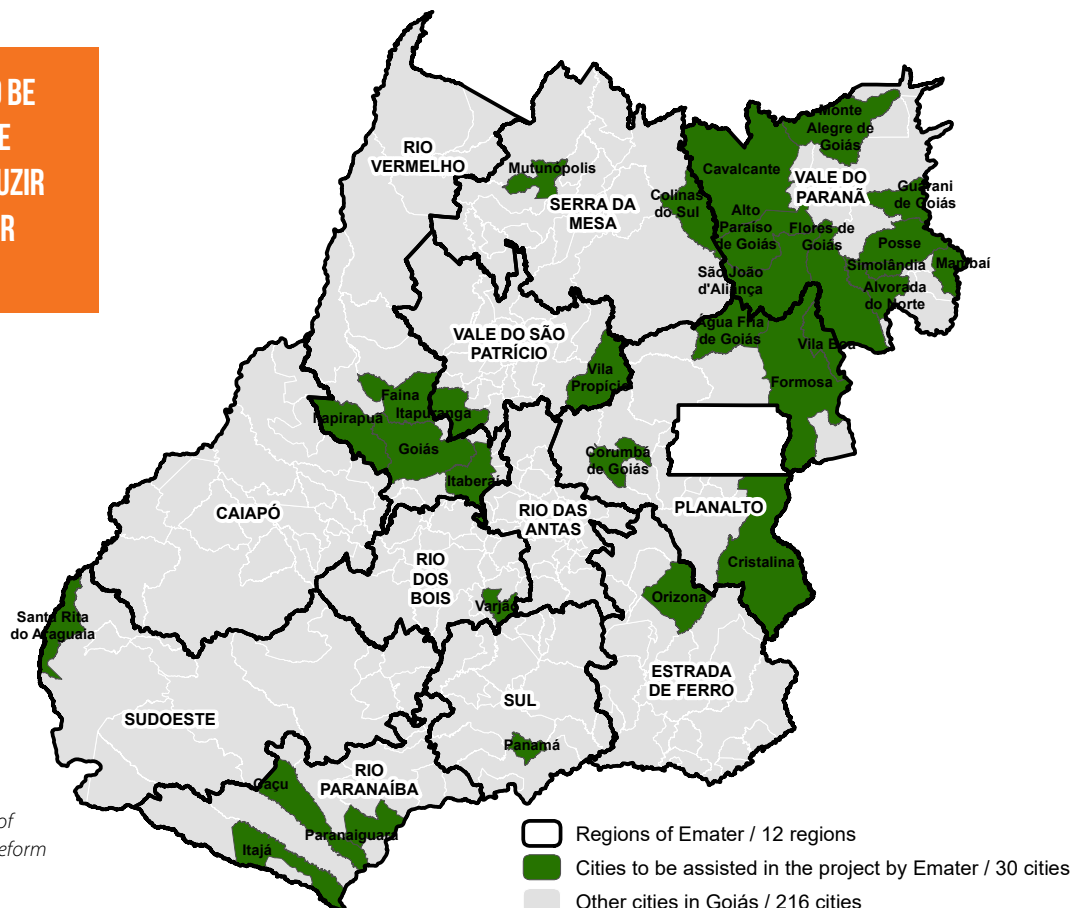 O BE
E
UZIR
R
RIO
VERMELHO
Mutunópolis
SERRA DA
MESA
Colinas
do Sul
Cavalcante
Monte
Alegre de
Goiás
VALE DO
PARANÃ
Guarani
de Goiás
Alto
Paraíso
de Goiás
Flores de
Goiás
Posse
Simolândia
Mambaí
Alvorada
do Norte
São João
d'Aliança
Água Fria
de Goiás
Vila Boa
Formosa
VALE DO SÃO
PATRÍCIO
Vila
Propício
Faina
Itapirapuã
Itapuranga
Goiás
Itaberaí
Corumbá
de Goiás
CAIAPÓ
RIO DAS
ANTAS
PLANALTO
Cristalina
RIO
DOS
BOIS
Varjão
Orizona
Santa Rita
do Araguaia
ESTRADA
DE FERRO
SUL
SUDOESTE
Panamá
RIO
PARANAÍBA
Caçu
Paranaiguara
Itajá
of
eform
Regions of Emater / 12 regions
Cities to be assisted in the project by Emater / 30 cities
Other cities in Goiás / 216 cities